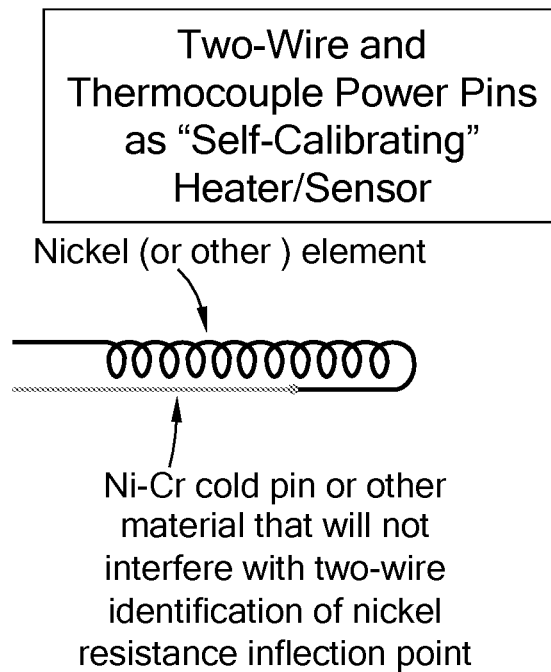 Two-Wire and
Thermocouple Power Pins
as “Self-Calibrating”
Heater/Sensor
Nickel (or other ) element
Ni-Cr cold pin or other
material that will not
interfere with two-wire
identification of nickel
resistance inflection point